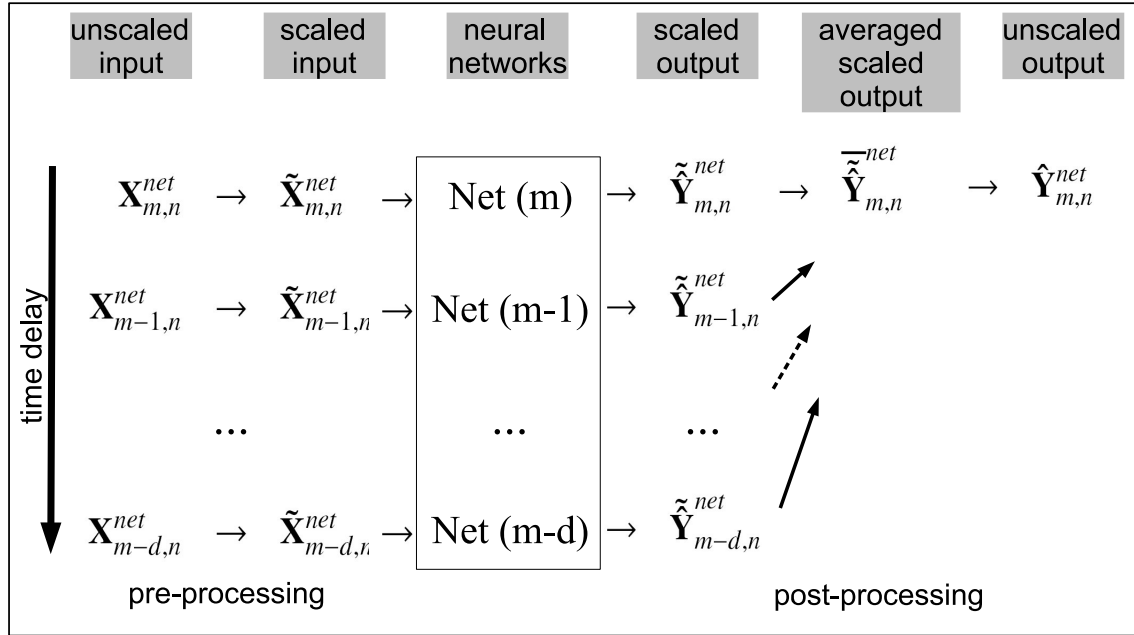 unscaled input
scaled input
neural networks
scaled output
averaged scaled output
unscaled output
X^{net}_{m,n} → X̃^{net}_{m,n} → Net (m) → Ỹ̂^{net}_{m,n} → \overline{Ỹ̂}^{net}_{m,n} → Ŷ^{net}_{m,n}
X^{net}_{m−1,n} → X̃^{net}_{m−1,n} → Net (m-1) → Ỹ̂^{net}_{m−1,n}
time delay
... ... ...
X^{net}_{m−d,n} → X̃^{net}_{m−d,n} → Net (m-d) → Ỹ̂^{net}_{m−d,n}
pre-processing
post-processing